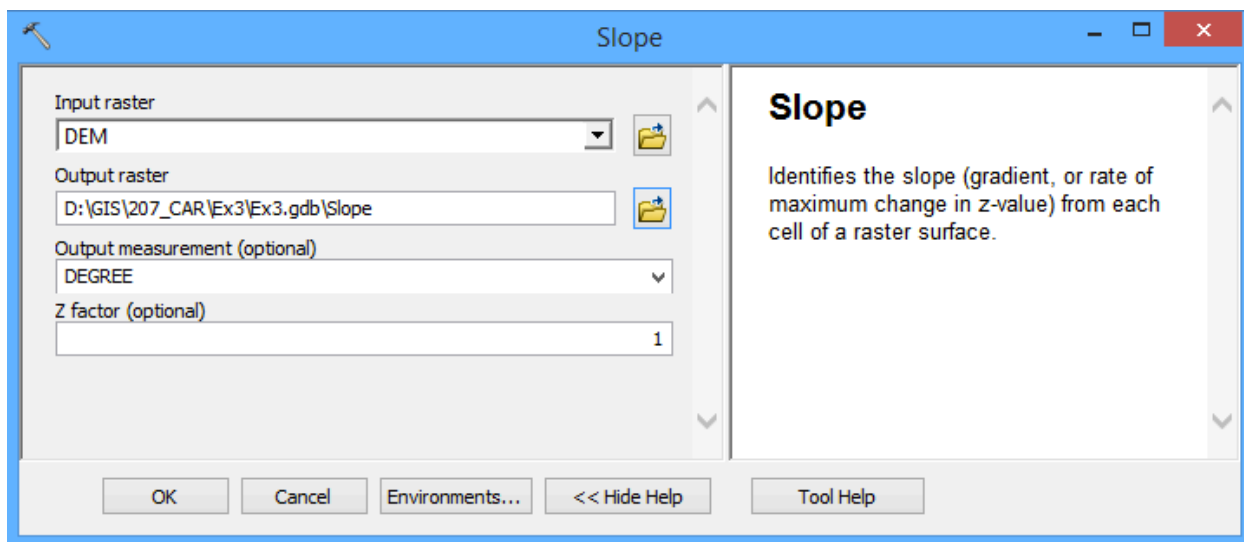 Slope
Input raster
DEM
Output raster
D:\GIS\207_CAR\Ex3\Ex3.gdb\Slope
Output measurement (optional)
DEGREE
Z factor (optional)
1
Slope
Identifies the slope (gradient, or rate of
maximum change in z-value) from each
cell of a raster surface.
OK Cancel Environments... << Hide Help Tool Help